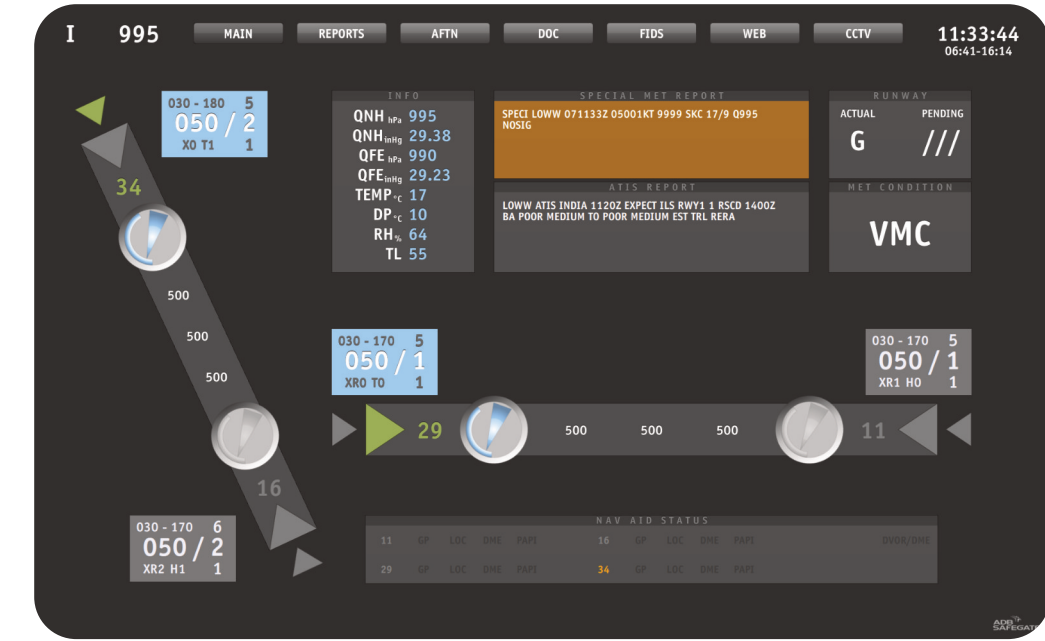 I 995 MAIN REPORTS AFTN DOC FIDS WEB CCTV 11:33:44
06:41-16:14
030 - 180 5
050 / 2
X0 T1 1
34
500
500
500
16
030 - 170 6
050 / 2
XR2 H1 1
INFO
QNH hPa 995
QNH inHg 29.38
QFE hPa 990
QFE inHg 29.23
TEMP °C 17
DP °C 10
RH % 64
TL 55
SPECIAL MET REPORT
SPECI LOWW 071133Z 05001KT 9999 SKC 17/9 Q995
NOSIG
ATIS REPORT
LOWW ATIS INDIA 1120Z EXPECT ILS RWY1 1 RSCD 1400Z
BA POOR MEDIUM TO POOR MEDIUM EST TRL RERA
RUNWAY
ACTUAL PENDING
G ///
MET CONDITION
VMC
030 - 170 5
050 / 1
XR0 T0 1
030 - 170 5
050 / 1
XR1 H0 1
29 500 500 500 11
NAV AID STATUS
11 GP LOC DME PAPI 16 GP LOC DME PAPI DVOR/DME
29 GP LOC DME PAPI 34 GP LOC DME PAPI
ADB
SAFEGATE